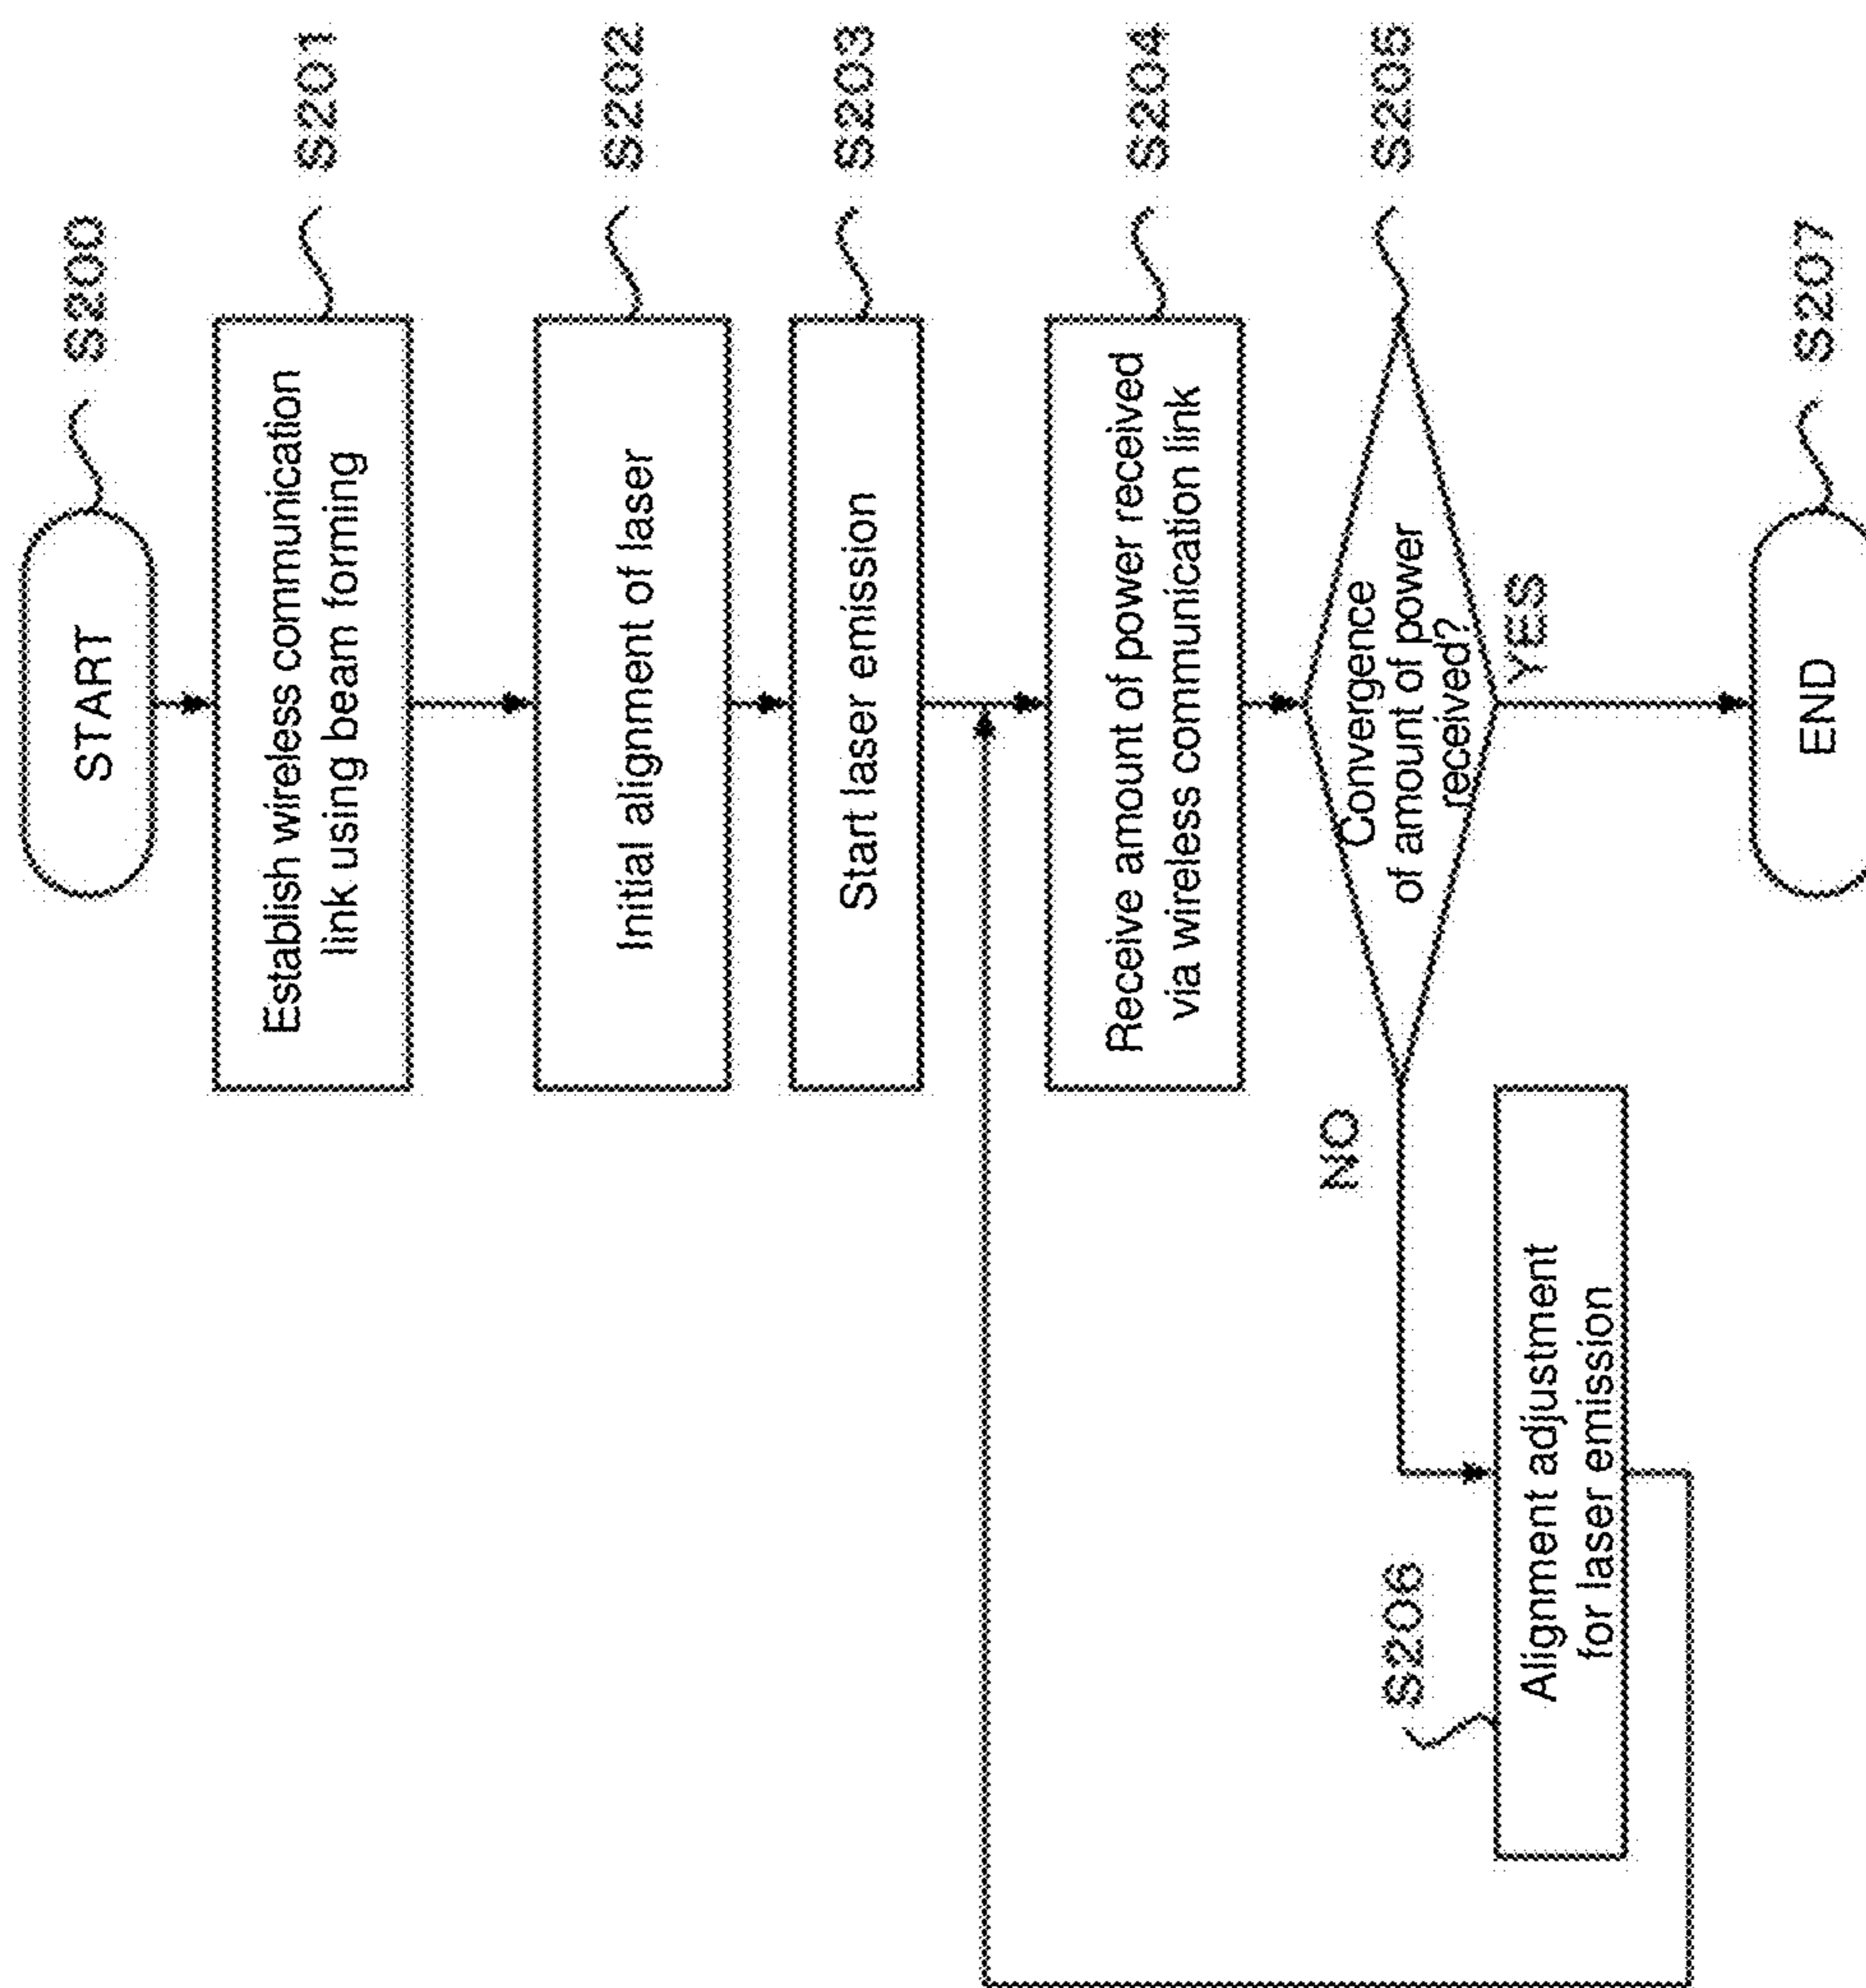 START
S200
Establish wireless communication
link using beam forming
S201
Initial alignment of laser
S202
Start laser emission
S203
Receive amount of power received
via wireless communication link
S204
Convergence
of amount of power
received?
S205
NO
YES
S206
Alignment adjustment
for laser emission
END
S207